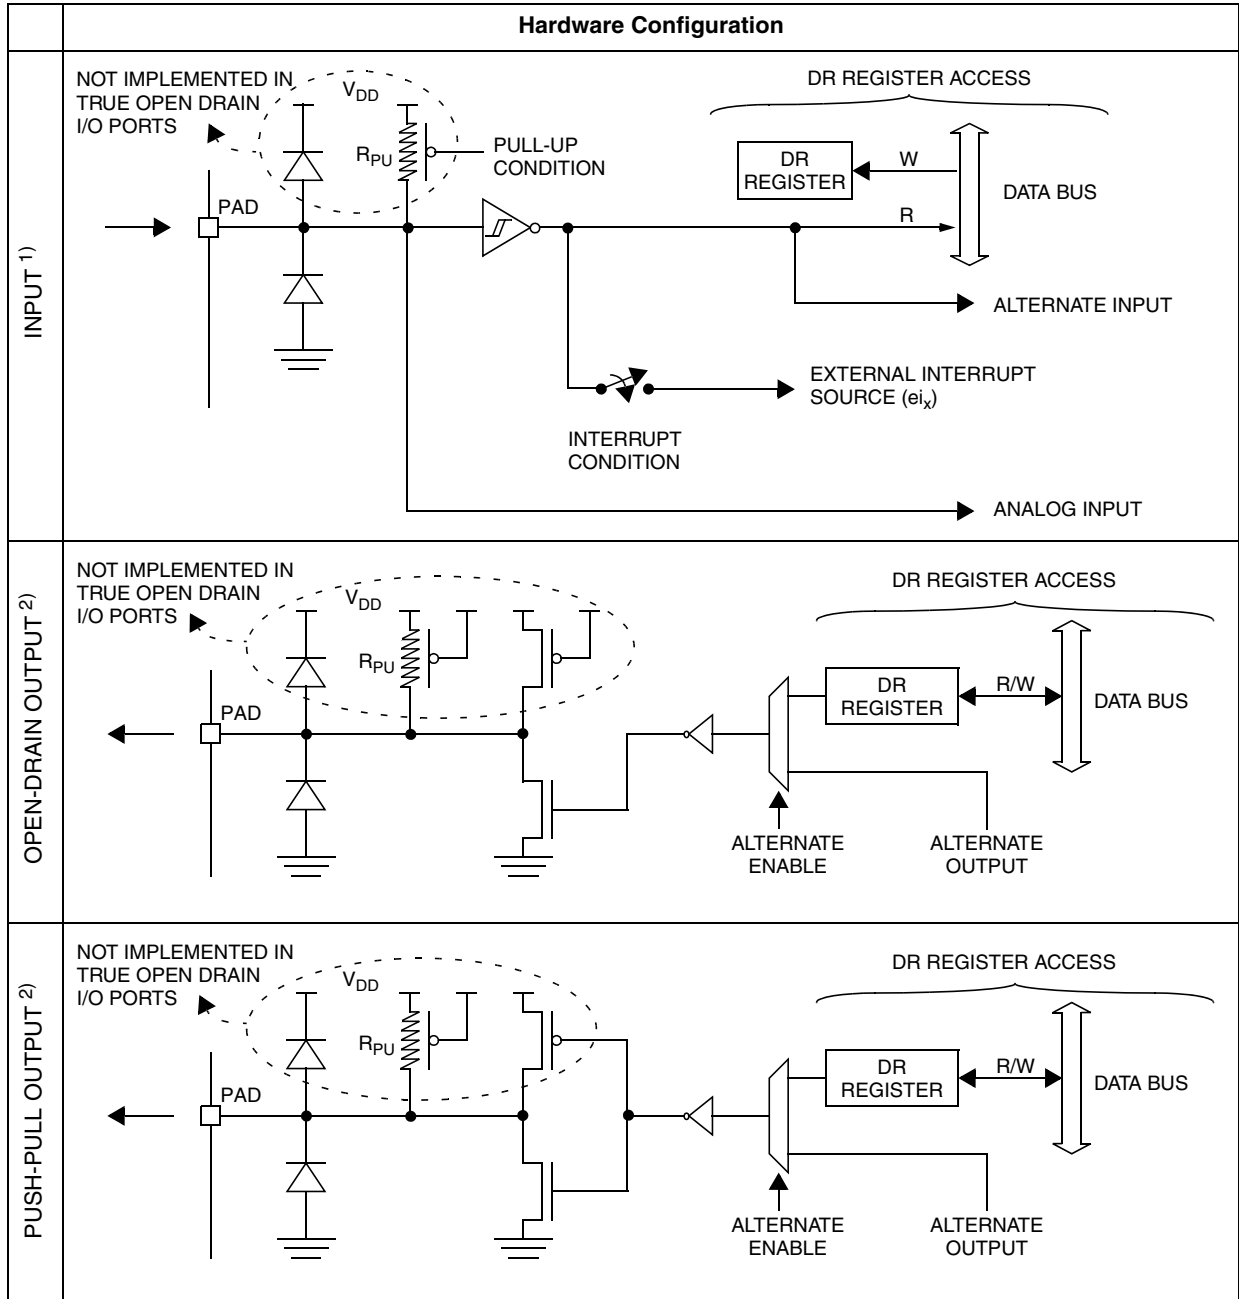 Hardware Configuration
INPUT 1)
NOT IMPLEMENTED IN
TRUE OPEN DRAIN
I/O PORTS
VDD
RPU
PULL-UP
CONDITION
PAD
DR REGISTER ACCESS
DR
REGISTER
W
R
DATA BUS
ALTERNATE INPUT
EXTERNAL INTERRUPT
SOURCE (eix)
INTERRUPT
CONDITION
ANALOG INPUT
OPEN-DRAIN OUTPUT 2)
NOT IMPLEMENTED IN
TRUE OPEN DRAIN
I/O PORTS
VDD
RPU
PAD
DR REGISTER ACCESS
DR
REGISTER
R/W
DATA BUS
ALTERNATE
ENABLE
ALTERNATE
OUTPUT
PUSH-PULL OUTPUT 2)
NOT IMPLEMENTED IN
TRUE OPEN DRAIN
I/O PORTS
VDD
RPU
PAD
DR REGISTER ACCESS
DR
REGISTER
R/W
DATA BUS
ALTERNATE
ENABLE
ALTERNATE
OUTPUT